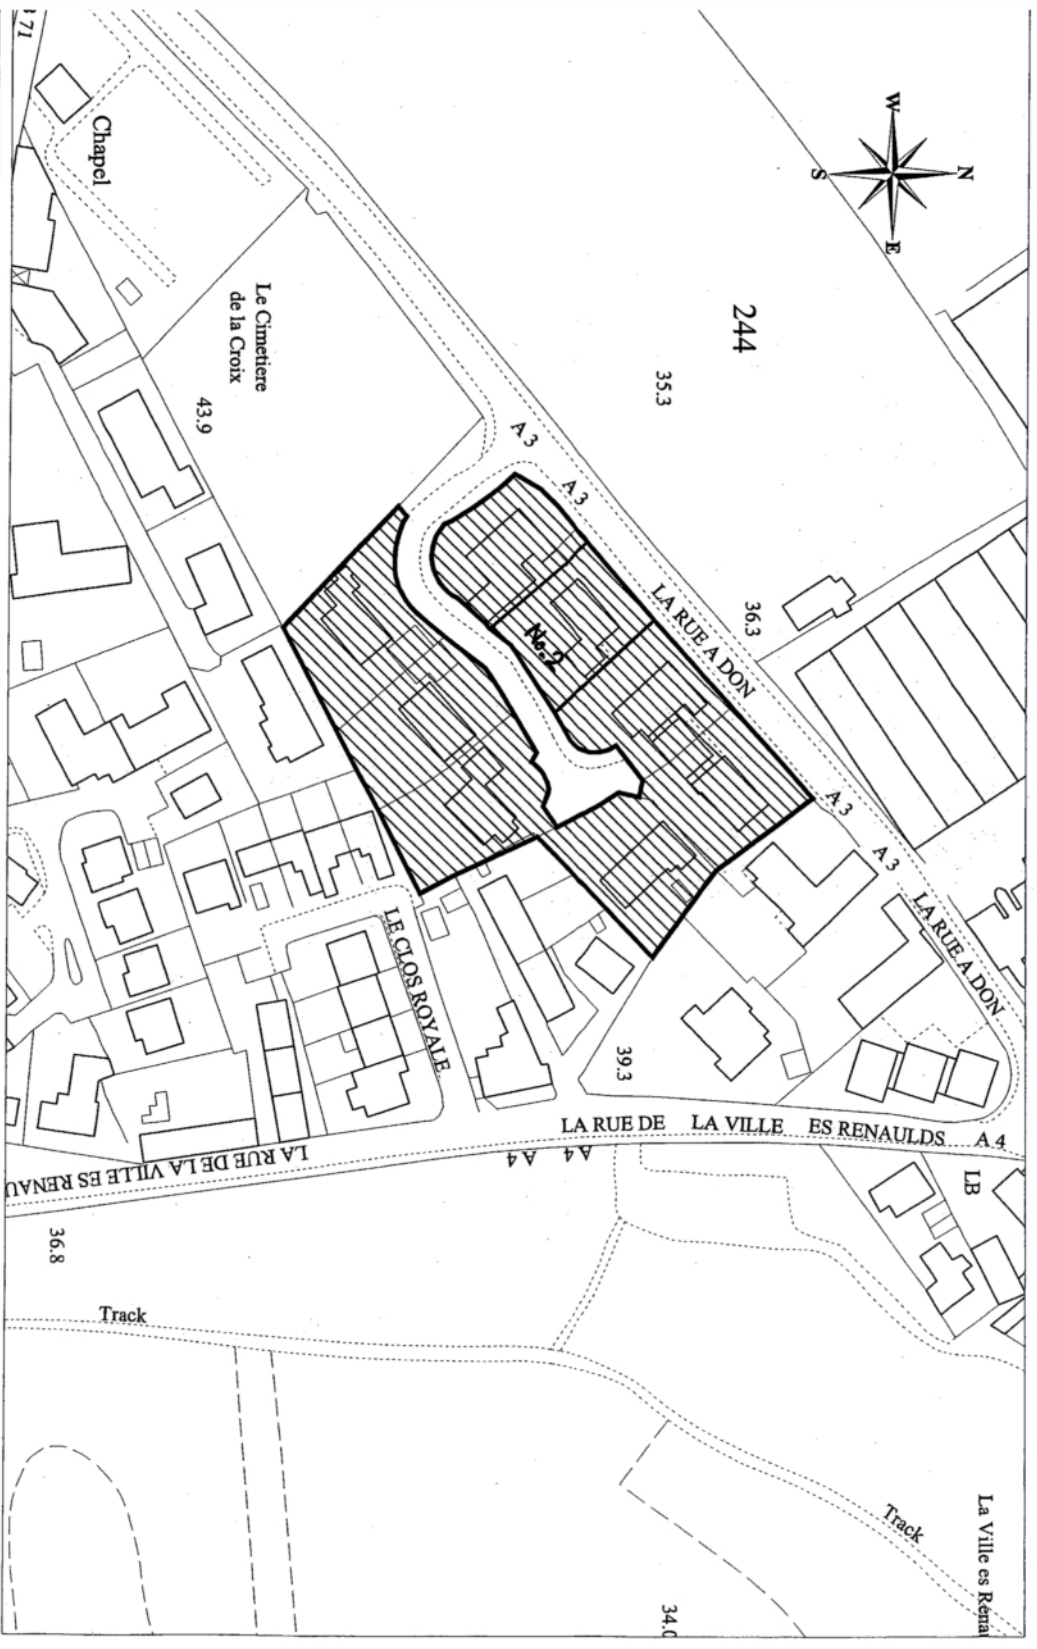 71
W
N
S
E
Chapel
244
Le Cimetiere
de la Croix
35.3
43.9
A 3
A 3
36.3
LA RUE A DON
No.2
A 3
A 3
LA RUE A DON
LE CLOS ROYALE
39.3
LA RUE DE LA VILLE ES RENAULDS A 4
LA RUE DE LA VILLE ES RENAU
A 4
A 4
LB
36.8
Track
Track
La Ville es Rénau
34.0